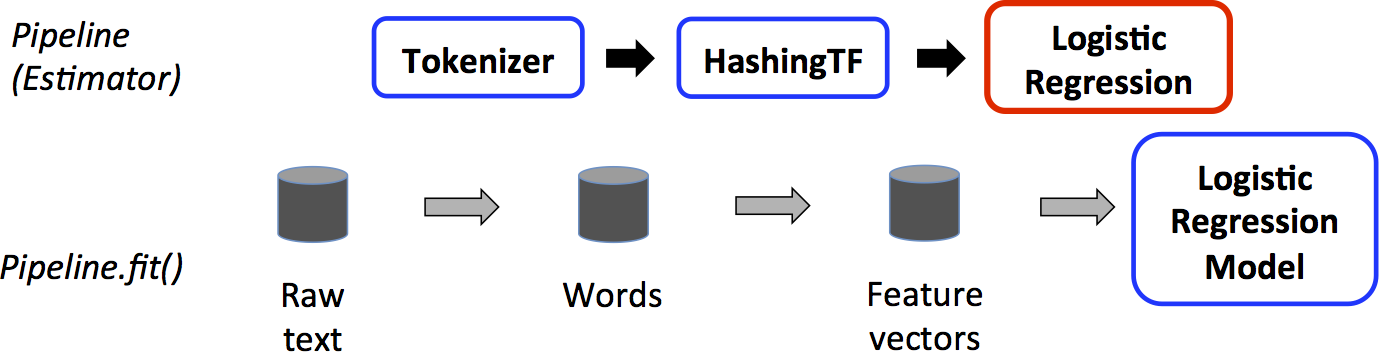 Pipeline
(Estimator)
Tokenizer
HashingTF
Logistic
Regression
Pipeline.fit()
Raw
text
Words
Feature
vectors
Logistic
Regression
Model